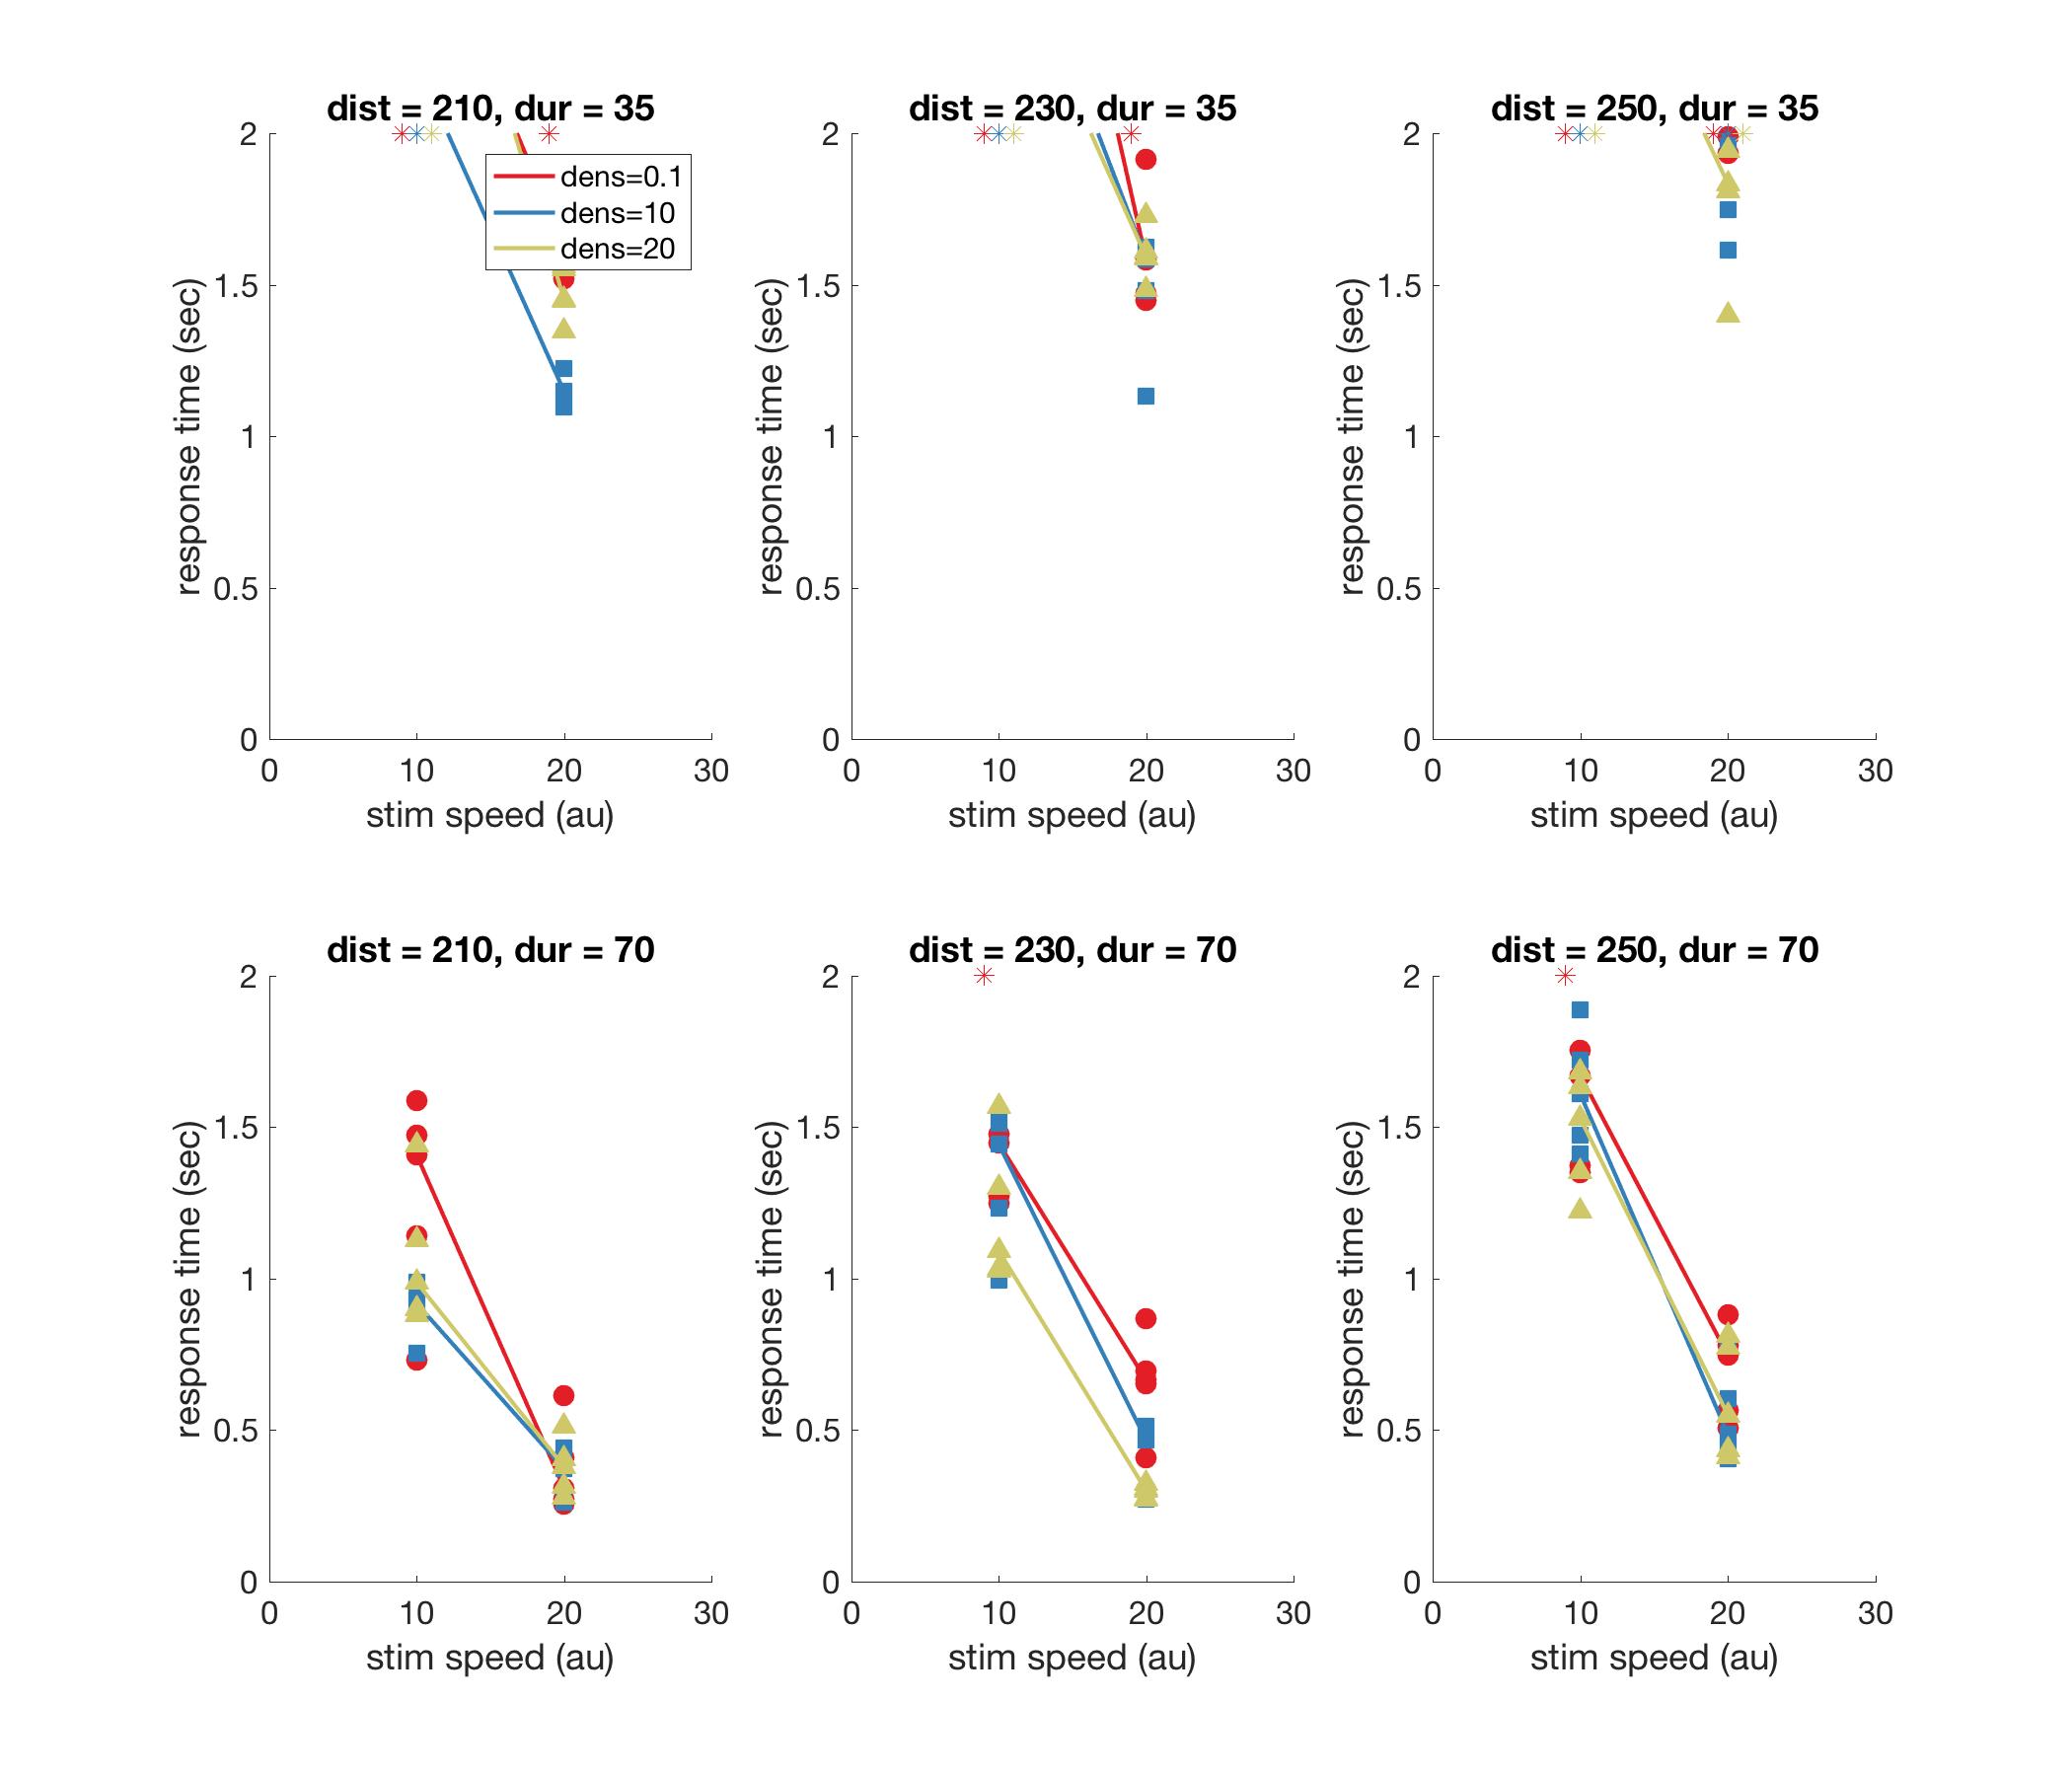 dist = 210, dur = 35
2
1.5
1
0.5
0
response time (sec)
0 10 20 30
stim speed (au)
dens=0.1
dens=10
dens=20
dist = 230, dur = 35
2
1.5
1
0.5
0
response time (sec)
0 10 20 30
stim speed (au)
dist = 250, dur = 35
2
1.5
1
0.5
0
response time (sec)
0 10 20 30
stim speed (au)
dist = 210, dur = 70
2
1.5
1
0.5
0
response time (sec)
0 10 20 30
stim speed (au)
dist = 230, dur = 70
2
1.5
1
0.5
0
response time (sec)
0 10 20 30
stim speed (au)
dist = 250, dur = 70
2
1.5
1
0.5
0
response time (sec)
0 10 20 30
stim speed (au)